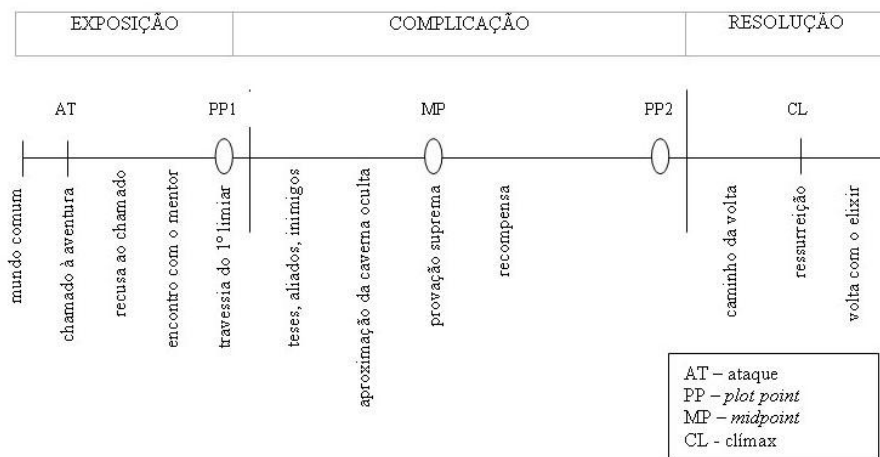 EXPOSIÇÃO
COMPLICAÇÃO
RESOLUÇÃO
AT
PP1
MP
PP2
CL
mundo comum
chamado à aventura
recusa ao chamado
encontro com o mentor
travessia do 1º limiar
teses, aliados, inimigos
aproximação da caverna oculta
provação suprema
recompensa
caminho da volta
ressurreição
volta com o elixir
AT – ataque
PP – plot point
MP – midpoint
CL - clímax